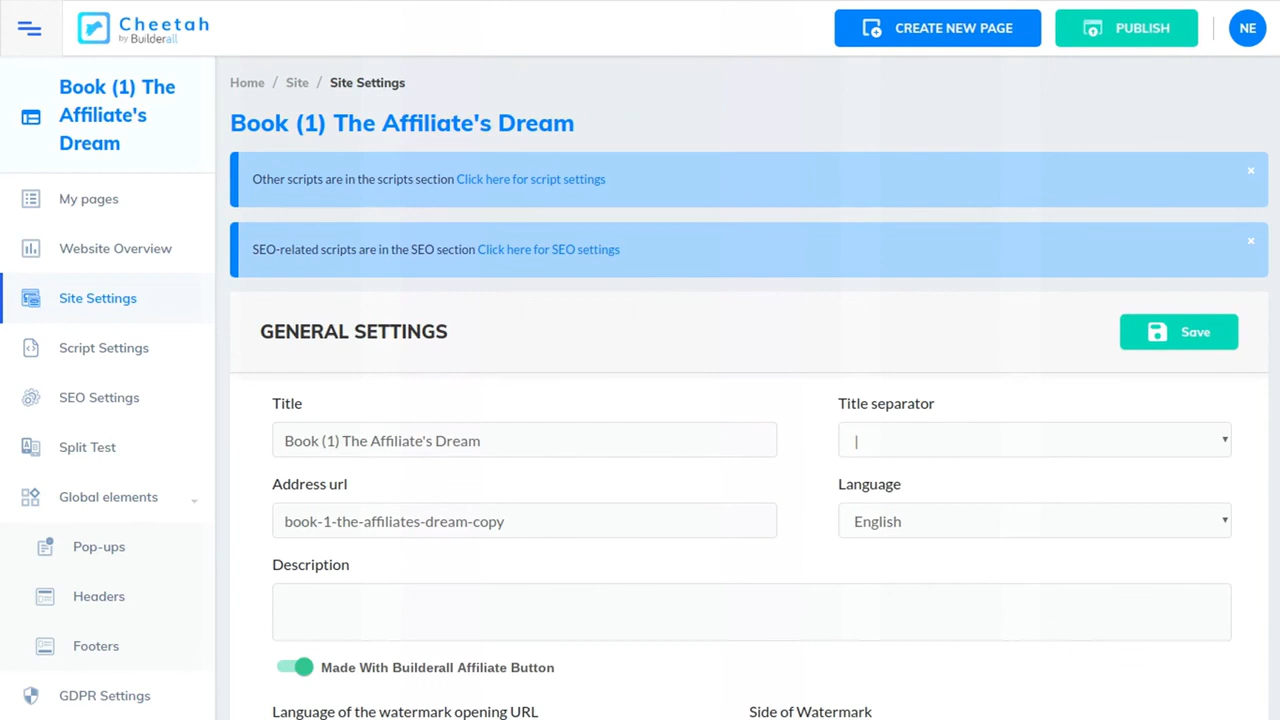 Cheetah
by Builderall
CREATE NEW PAGE
PUBLISH
NE
Book (1) The
Affiliate's
Dream
My pages
Website Overview
Site Settings
Script Settings
SEO Settings
Split Test
Global elements
Pop-ups
Headers
Footers
GDPR Settings
Home / Site / Site Settings
Book (1) The Affiliate's Dream
Other scripts are in the scripts section Click here for script settings
×
SEO-related scripts are in the SEO section Click here for SEO settings
×
GENERAL SETTINGS
Save
Title
Title separator
Book (1) The Affiliate's Dream
|
Address url
Language
book-1-the-affiliates-dream-copy
English
Description
Made With Builderall Affiliate Button
Language of the watermark opening URL
Side of Watermark